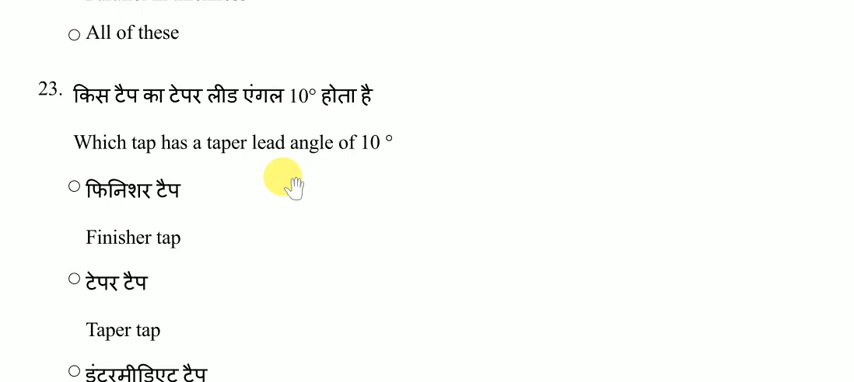 All of these
23. किस टैप का टेपर लीड एंगल 10° होता है
Which tap has a taper lead angle of 10 °
फिनिशर टैप
Finisher tap
टेपर टैप
Taper tap
इंटरमीडिएट टैप